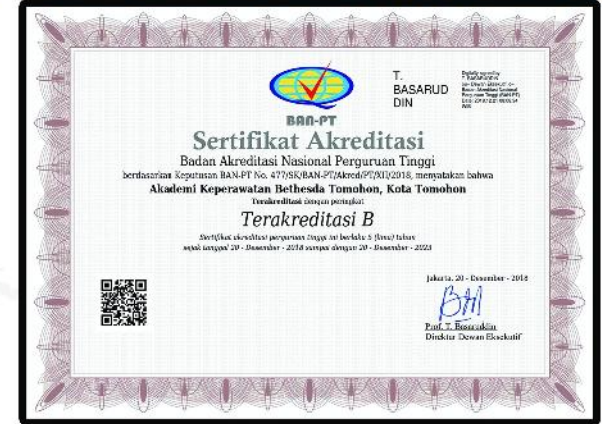 BAN-PT
T.
BASARUD
DIN
Sertifikat Akreditasi
Badan Akreditasi Nasional Perguruan Tinggi
berdasarkan Keputusan BAN-PT No. 477/SK/BAN-PT/Akred/PT/XII/2018, menyatakan bahwa
Akademi Keperawatan Bethesda Tomohon, Kota Tomohon
Terakreditasi dengan peringkat
Terakreditasi B
Sertifikat akreditasi perguruan tinggi ini berlaku 5 (lima) tahun
sejak tanggal 20 - Desember - 2018 sampai dengan 20 - Desember - 2023
Jakarta, 20 - Desember - 2018
Prof. T. Basaruddin
Direktur Dewan Eksekutif